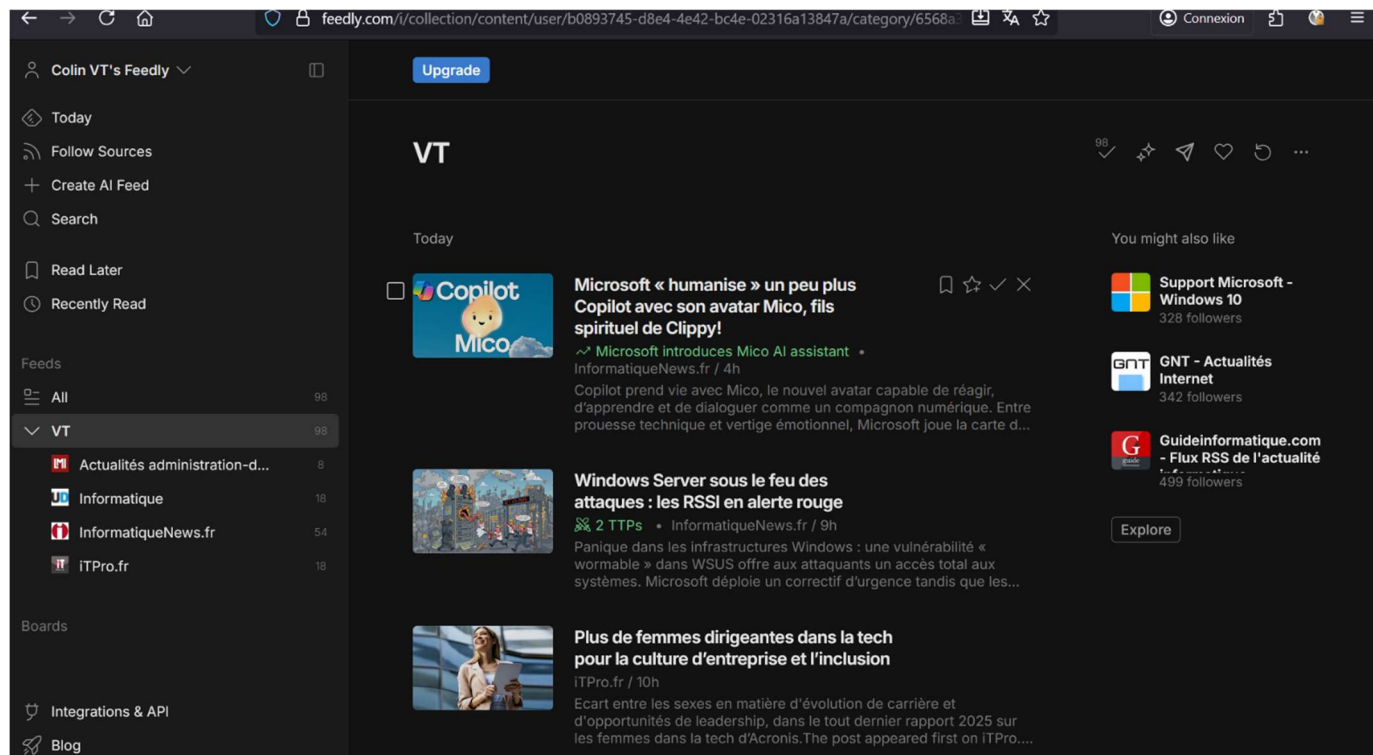 feedly.com/i/collection/content/user/b0893745-d8e4-4e42-bc4e-02316a13847a/category/6568a
Connexion
Colin VT's Feedly
Upgrade
Today
Follow Sources
Create AI Feed
Search
Read Later
Recently Read
Feeds
All 98
VT 98
Actualités administration-d... 8
Informatique 18
InformatiqueNews.fr 54
iTPro.fr 18
Boards
Integrations & API
Blog
VT
98
Today
Copilot
Mico
Microsoft « humanise » un peu plus
Copilot avec son avatar Mico, fils
spirituel de Clippy!
Microsoft introduces Mico AI assistant •
InformatiqueNews.fr / 4h
Copilot prend vie avec Mico, le nouvel avatar capable de réagir,
d'apprendre et de dialoguer comme un compagnon numérique. Entre
prouesse technique et vertige émotionnel, Microsoft joue la carte d...
Windows Server sous le feu des
attaques : les RSSI en alerte rouge
2 TTPs • InformatiqueNews.fr / 9h
Panique dans les infrastructures Windows : une vulnérabilité «
wormable » dans WSUS offre aux attaquants un accès total aux
systèmes. Microsoft déploie un correctif d'urgence tandis que les...
Plus de femmes dirigeantes dans la tech
pour la culture d'entreprise et l'inclusion
iTPro.fr / 10h
Ecart entre les sexes en matière d'évolution de carrière et
d'opportunités de leadership, dans le tout dernier rapport 2025 sur
les femmes dans la tech d'Acronis.The post appeared first on iTPro....
You might also like
Support Microsoft -
Windows 10
328 followers
GNT
GNT - Actualités
Internet
342 followers
G
guide
Guideinformatique.com
- Flux RSS de l'actualité
499 followers
Explore